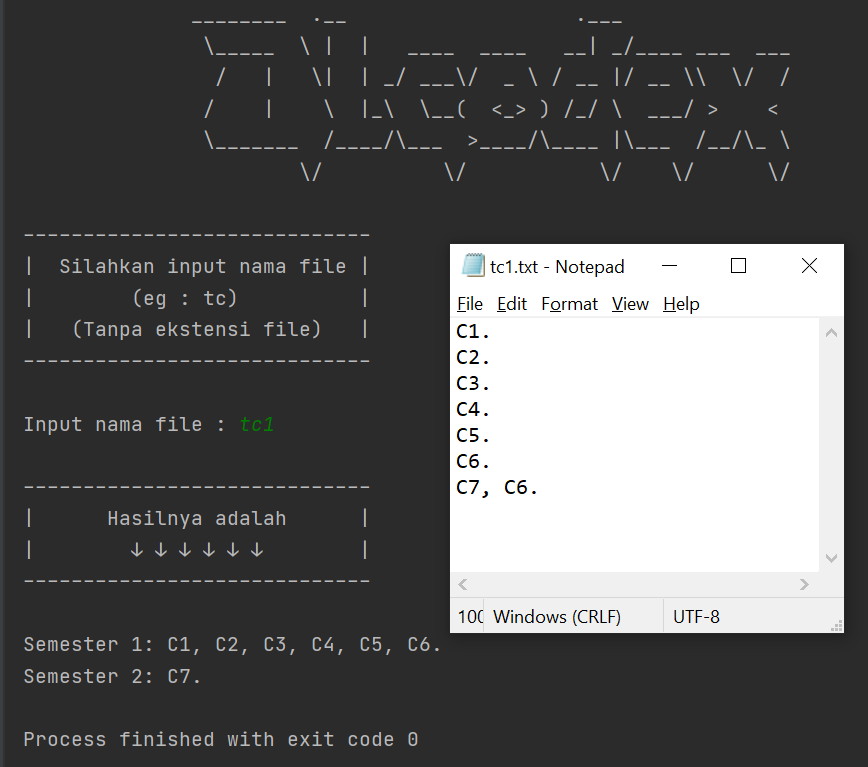 ________  .__                   .___
\_____  \ |  |   ____  ____   __| _/____ ___  ___
 /   |   \|  | _/ ___\/  _ \ / __ |/ __ \\  \/  /
/    |    \  |_\  \__(  <_> ) /_/ \  ___/ >    <
\_______  /____/\___  >____/\____ |\___  /__/\_ \
        \/          \/           \/    \/      \/
-----------------------------
|  Silahkan input nama file |
|        (eg : tc)          |
|   (Tanpa ekstensi file)   |
-----------------------------
Input nama file : tc1
-----------------------------
|      Hasilnya adalah      |
|        ↓ ↓ ↓ ↓ ↓ ↓        |
-----------------------------
Semester 1: C1, C2, C3, C4, C5, C6.
Semester 2: C7.
Process finished with exit code 0
tc1.txt - Notepad
File Edit Format View Help
C1.
C2.
C3.
C4.
C5.
C6.
C7, C6.
100 Windows (CRLF) UTF-8